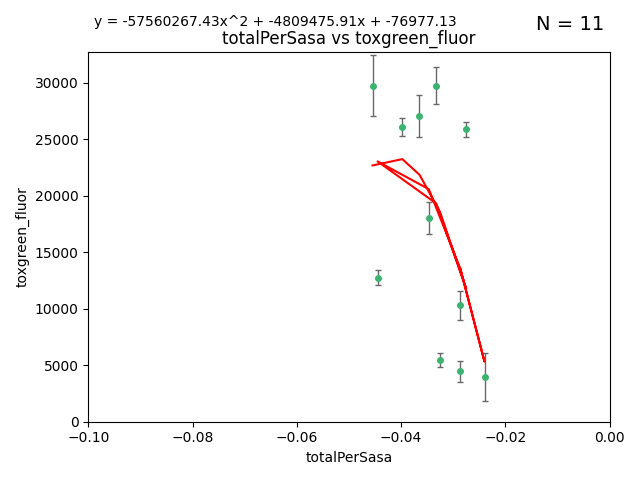 y = -57560267.43x^2 + -4809475.91x + -76977.13
N = 11
totalPerSasa vs toxgreen_fluor
toxgreen_fluor
30000
25000
20000
15000
10000
5000
0
−0.10 −0.08 −0.06 −0.04 −0.02 0.00
totalPerSasa